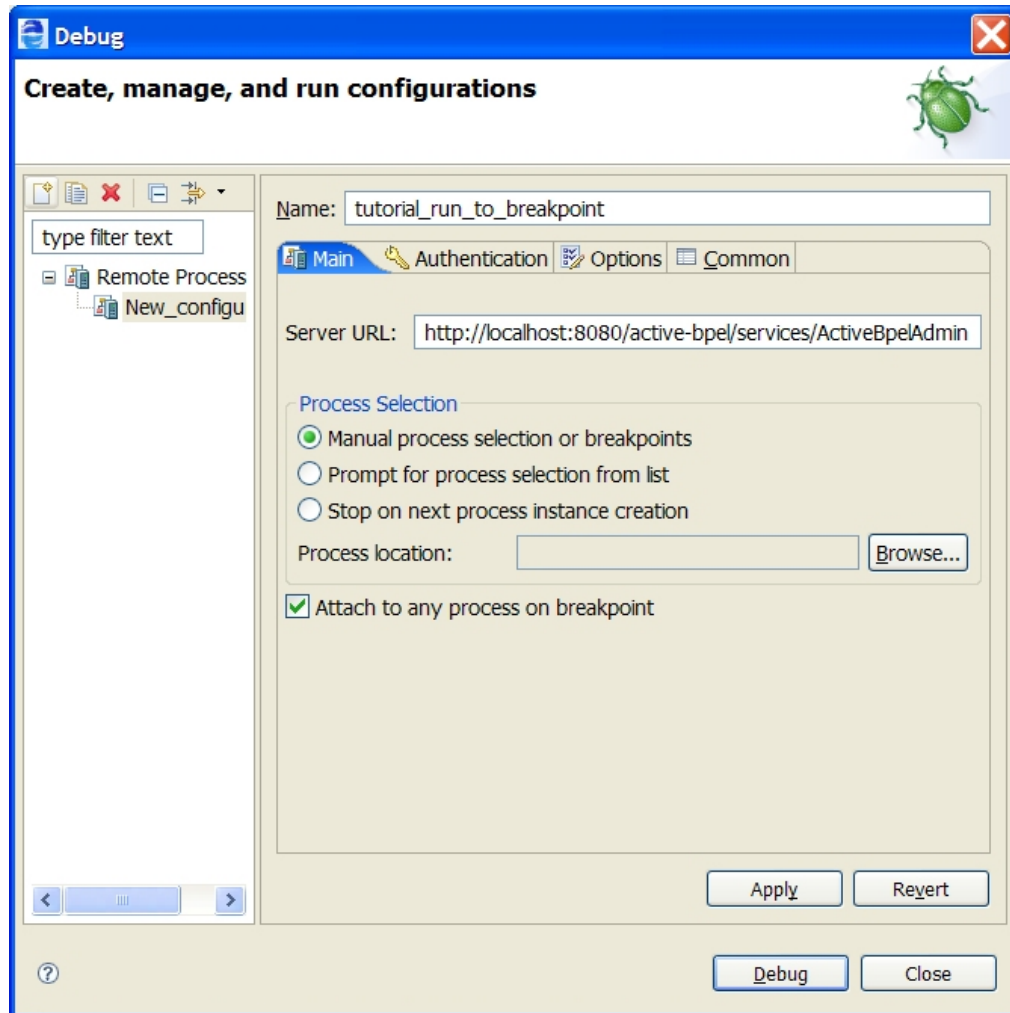 Debug
Create, manage, and run configurations
Name: tutorial_run_to_breakpoint
type filter text
Remote Process
New_configu
Main Authentication Options Common
Server URL: http://localhost:8080/active-bpel/services/ActiveBpelAdmin
Process Selection
Manual process selection or breakpoints
Prompt for process selection from list
Stop on next process instance creation
Process location: Browse...
Attach to any process on breakpoint
Apply Revert
? Debug Close